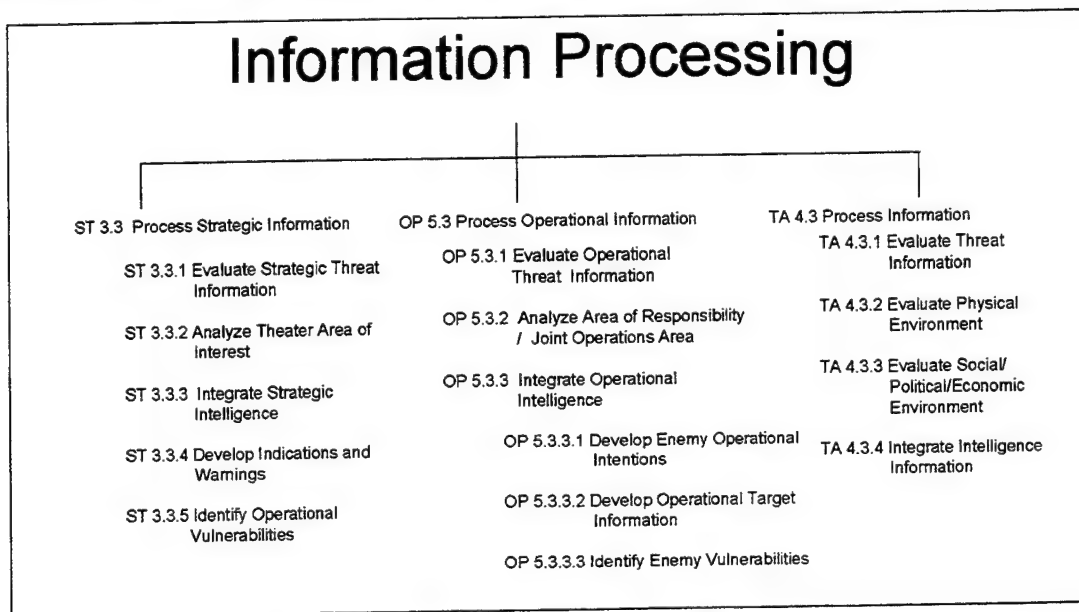 Information Processing
ST 3.3 Process Strategic Information
ST 3.3.1 Evaluate Strategic Threat
Information
ST 3.3.2 Analyze Theater Area of
Interest
ST 3.3.3 Integrate Strategic
Intelligence
ST 3.3.4 Develop Indications and
Warnings
ST 3.3.5 Identify Operational
Vulnerabilities
OP 5.3 Process Operational Information
OP 5.3.1 Evaluate Operational
Threat Information
OP 5.3.2 Analyze Area of Responsibility
/ Joint Operations Area
OP 5.3.3 Integrate Operational
Intelligence
OP 5.3.3.1 Develop Enemy Operational
Intentions
OP 5.3.3.2 Develop Operational Target
Information
OP 5.3.3.3 Identify Enemy Vulnerabilities
TA 4.3 Process Information
TA 4.3.1 Evaluate Threat
Information
TA 4.3.2 Evaluate Physical
Environment
TA 4.3.3 Evaluate Social/
Political/Economic
Environment
TA 4.3.4 Integrate Intelligence
Information